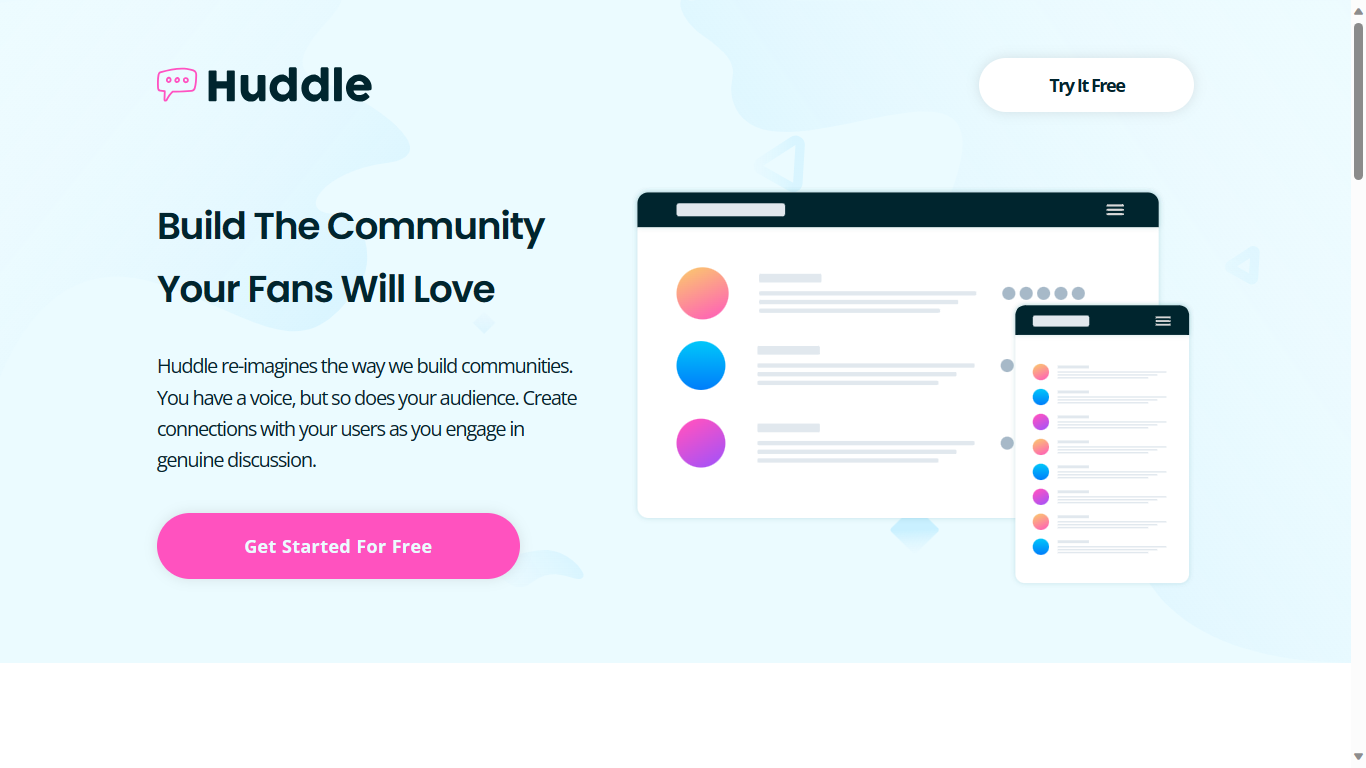 Huddle
Try It Free
Build The Community
Your Fans Will Love
Huddle re-imagines the way we build communities.
You have a voice, but so does your audience. Create
connections with your users as you engage in
genuine discussion.
Get Started For Free